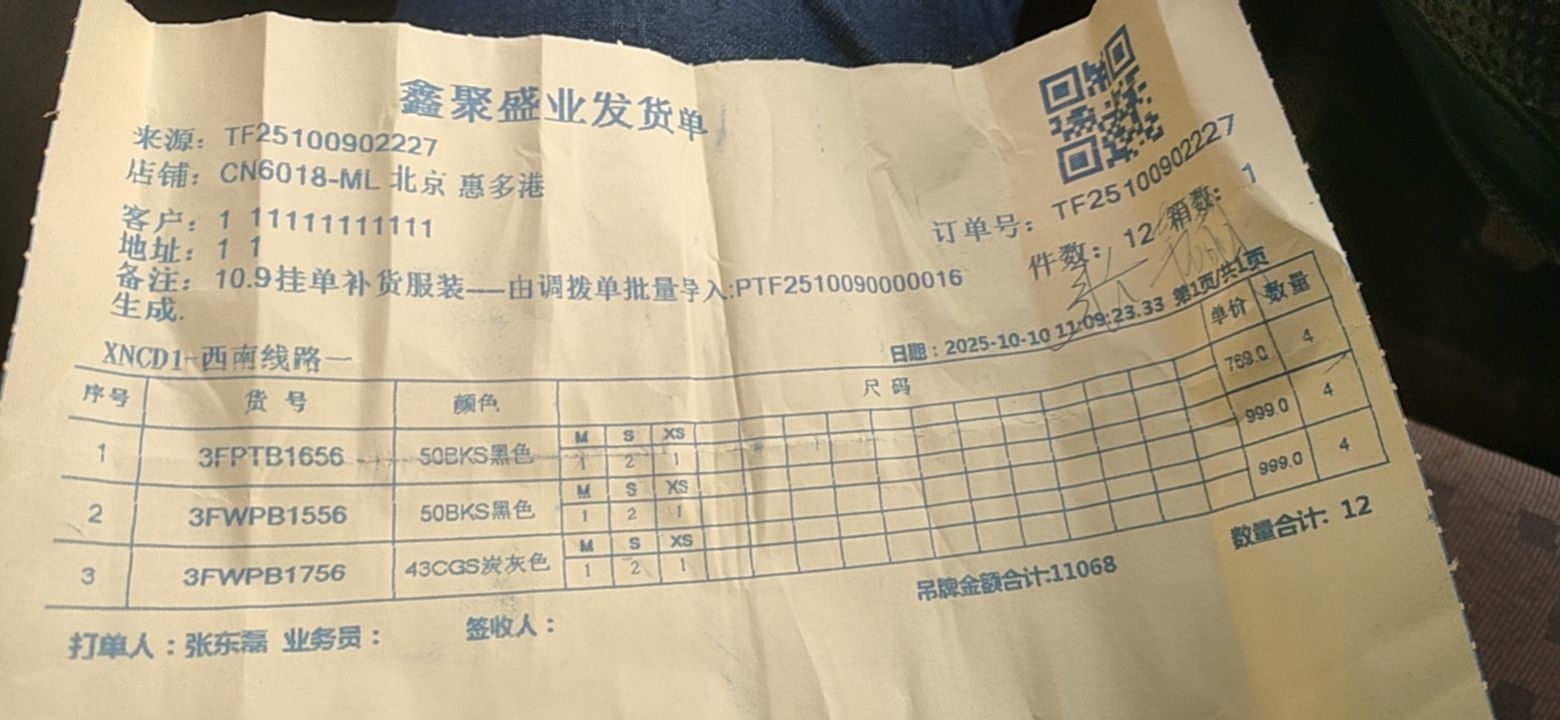 鑫聚盛业发货单
来源：TF25100902227
店铺：CN6018-ML 北京 惠多港
客户：1 11111111111
订单号：TF25100902227
地址：1 1
件数：12 箱数：1
备注：10.9挂单补货服装——由调拨单批量导入:PTF2510090000016
生成.
XNCD1-西南线路一
日期：2025-10-10 11:09:23.33 第1页/共1页
序号 货号 颜色 尺码 单价 数量
M S XS
1 3FPTB1656 50BKS黑色 1 2 1 769.0 4
M S XS
2 3FWPB1556 50BKS黑色 1 2 1 999.0 4
M S XS
3 3FWPB1756 43CGS炭灰色 1 2 1 999.0 4
吊牌金额合计:11068 数量合计: 12
打单人：张东磊 业务员： 签收人：